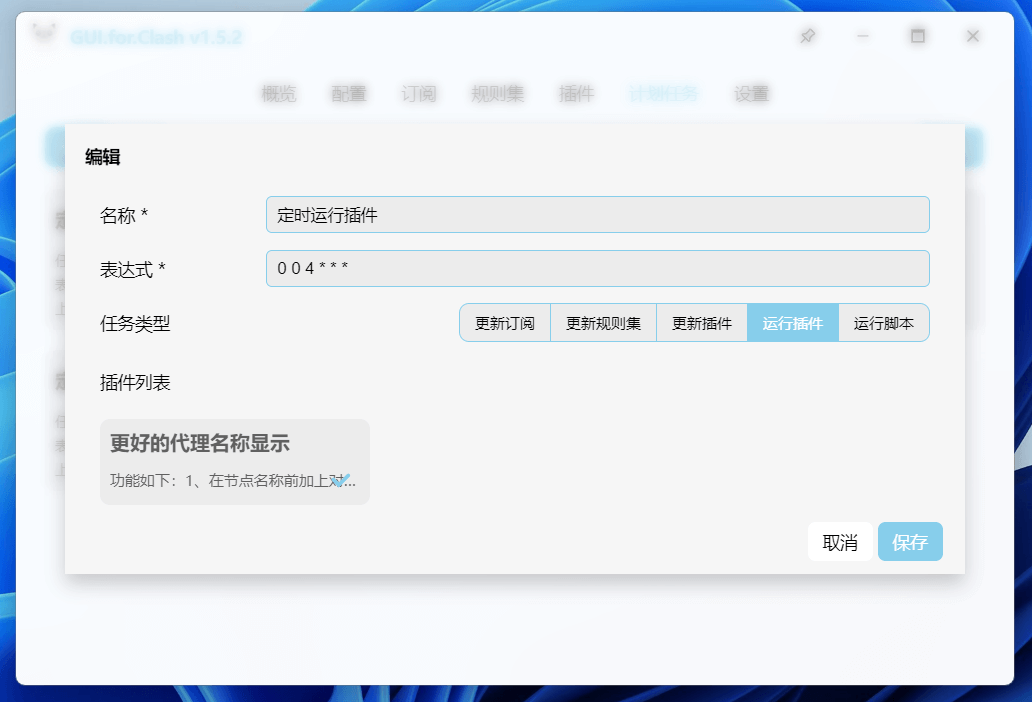 GUI.for.Clash v1.5.2
概览 配置 订阅 规则集 插件 计划任务 设置
编辑
名称 * 定时运行插件
表达式 * 0 0 4 * * *
任务类型 更新订阅 更新规则集 更新插件 运行插件 运行脚本
插件列表
更好的代理名称显示
功能如下：1、在节点名称前加上对...
取消 保存